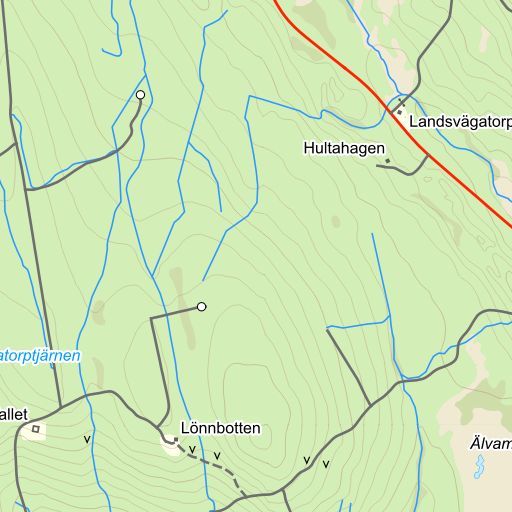 Landsvägatorp
Hultahagen
atorptjärnen
allet
Lönnbotten
Älvam